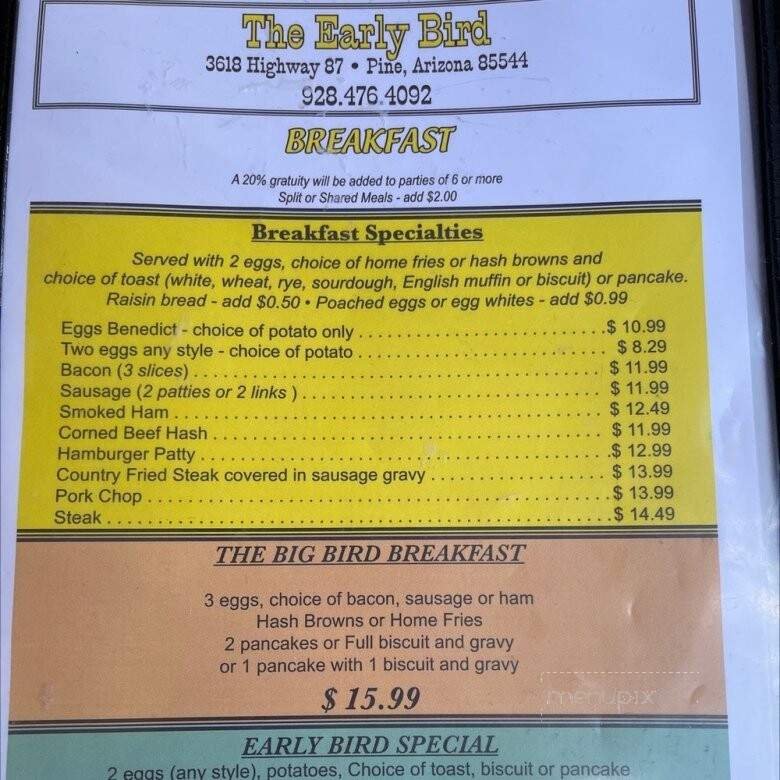 The Early Bird
3618 Highway 87 • Pine, Arizona 85544
928.476.4092
BREAKFAST
A 20% gratuity will be added to parties of 6 or more
Split or Shared Meals - add $2.00
Breakfast Specialties
Served with 2 eggs, choice of home fries or hash browns and
choice of toast (white, wheat, rye, sourdough, English muffin or biscuit) or pancake.
Raisin bread - add $0.50 • Poached eggs or egg whites - add $0.99
Eggs Benedict - choice of potato only $ 10.99
Two eggs any style - choice of potato $ 8.29
Bacon (3 slices) $ 11.99
Sausage (2 patties or 2 links ) $ 11.99
Smoked Ham $ 12.49
Corned Beef Hash $ 11.99
Hamburger Patty $ 12.99
Country Fried Steak covered in sausage gravy $ 13.99
Pork Chop $ 13.99
Steak $ 14.49
THE BIG BIRD BREAKFAST
3 eggs, choice of bacon, sausage or ham
Hash Browns or Home Fries
2 pancakes or Full biscuit and gravy
or 1 pancake with 1 biscuit and gravy
$ 15.99
menupix
EARLY BIRD SPECIAL
2 eggs (any style), potatoes, Choice of toast, biscuit or pancake